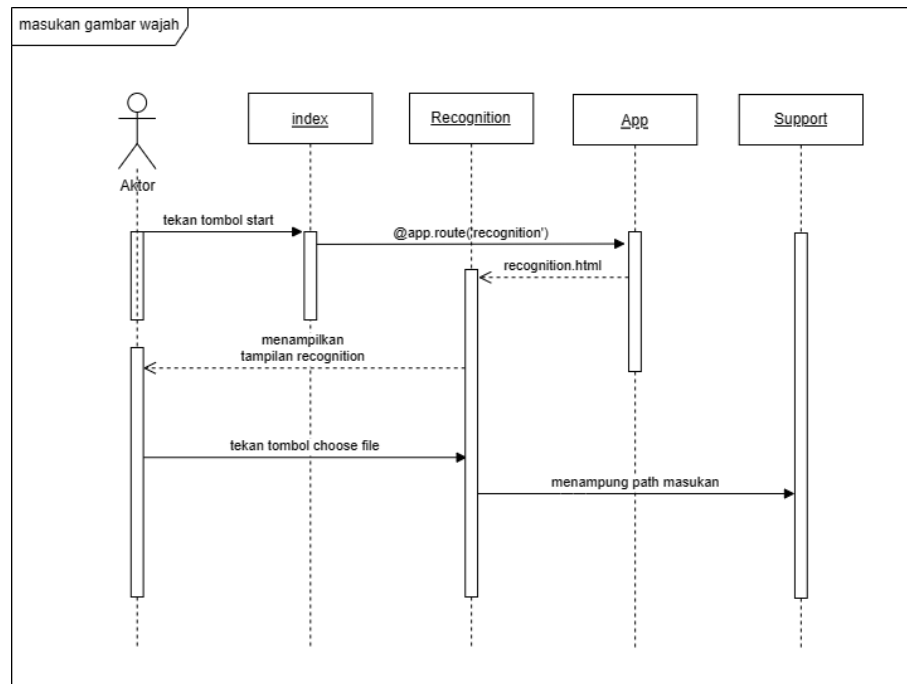 masukan gambar wajah
index
Recognition
App
Support
Aktor
tekan tombol start
@app.route('recognition')
recognition.html
menampilkan
tampilan recognition
tekan tombol choose file
menampung path masukan